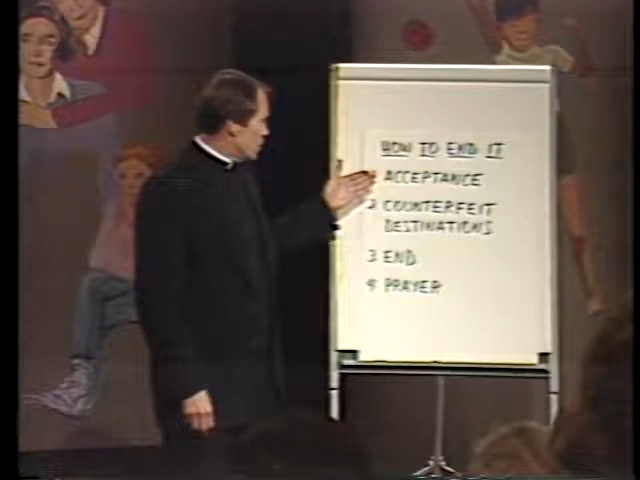 HOW TO END IT
ACCEPTANCE
2 COUNTERFEIT
DESTINATIONS
3 END
4 PRAYER